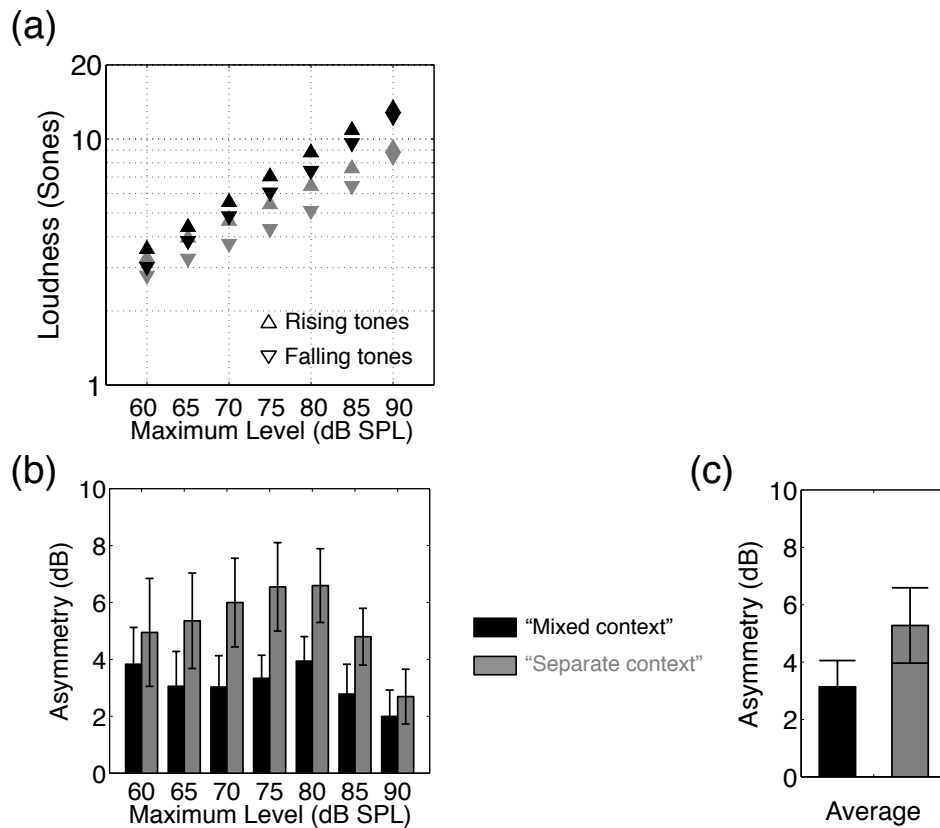 (a)
20
10
1
Loudness (Sones)
△ Rising tones
▽ Falling tones
60 65 70 75 80 85 90
Maximum Level (dB SPL)
(b)
10
8
6
4
2
0
Asymmetry (dB)
60 65 70 75 80 85 90
Maximum Level (dB SPL)
“Mixed context”
“Separate context”
(c)
10
8
6
4
2
0
Asymmetry (dB)
Average